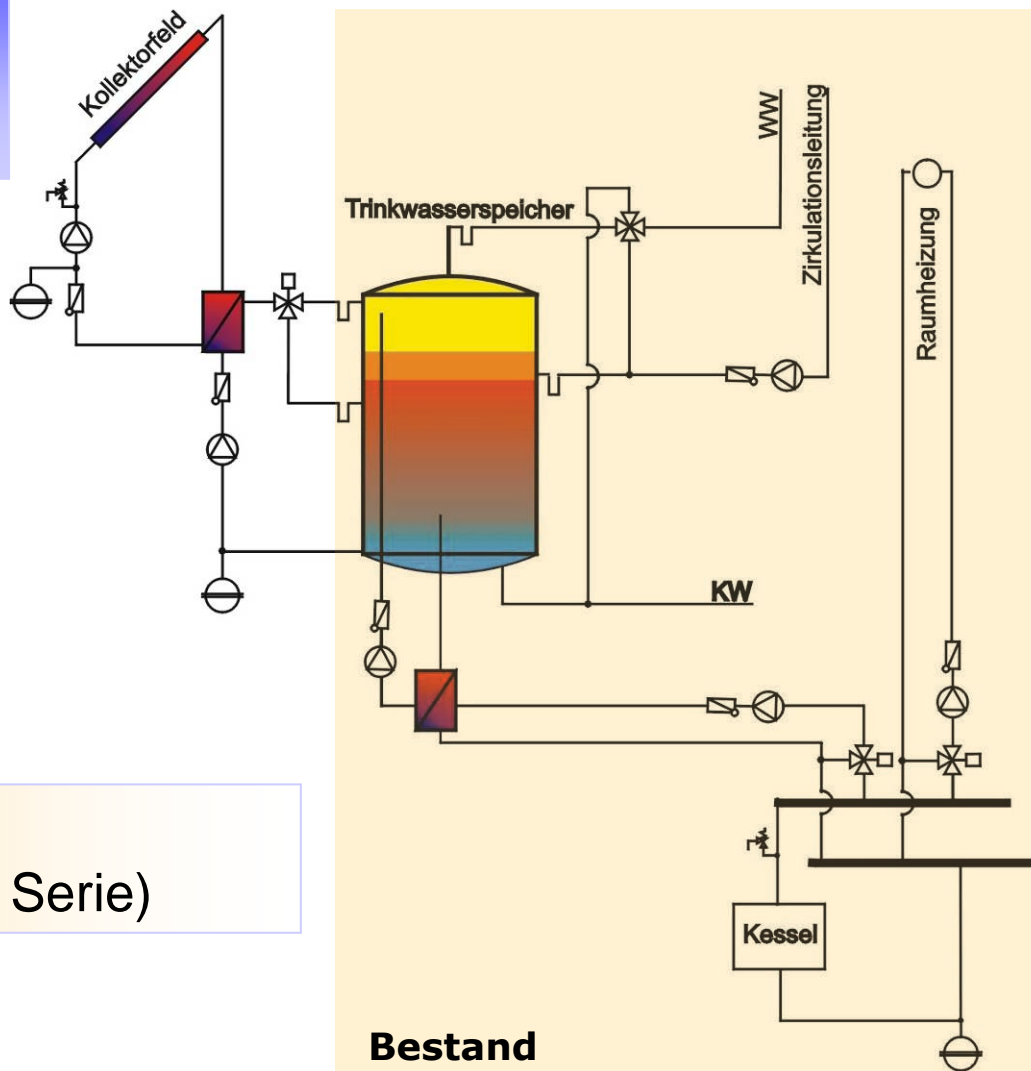 Kollektorfeld
WW
Zirkulationsleitung
Trinkwasserspeicher
Raumheizung
KW
Serie)
Kessel
Bestand